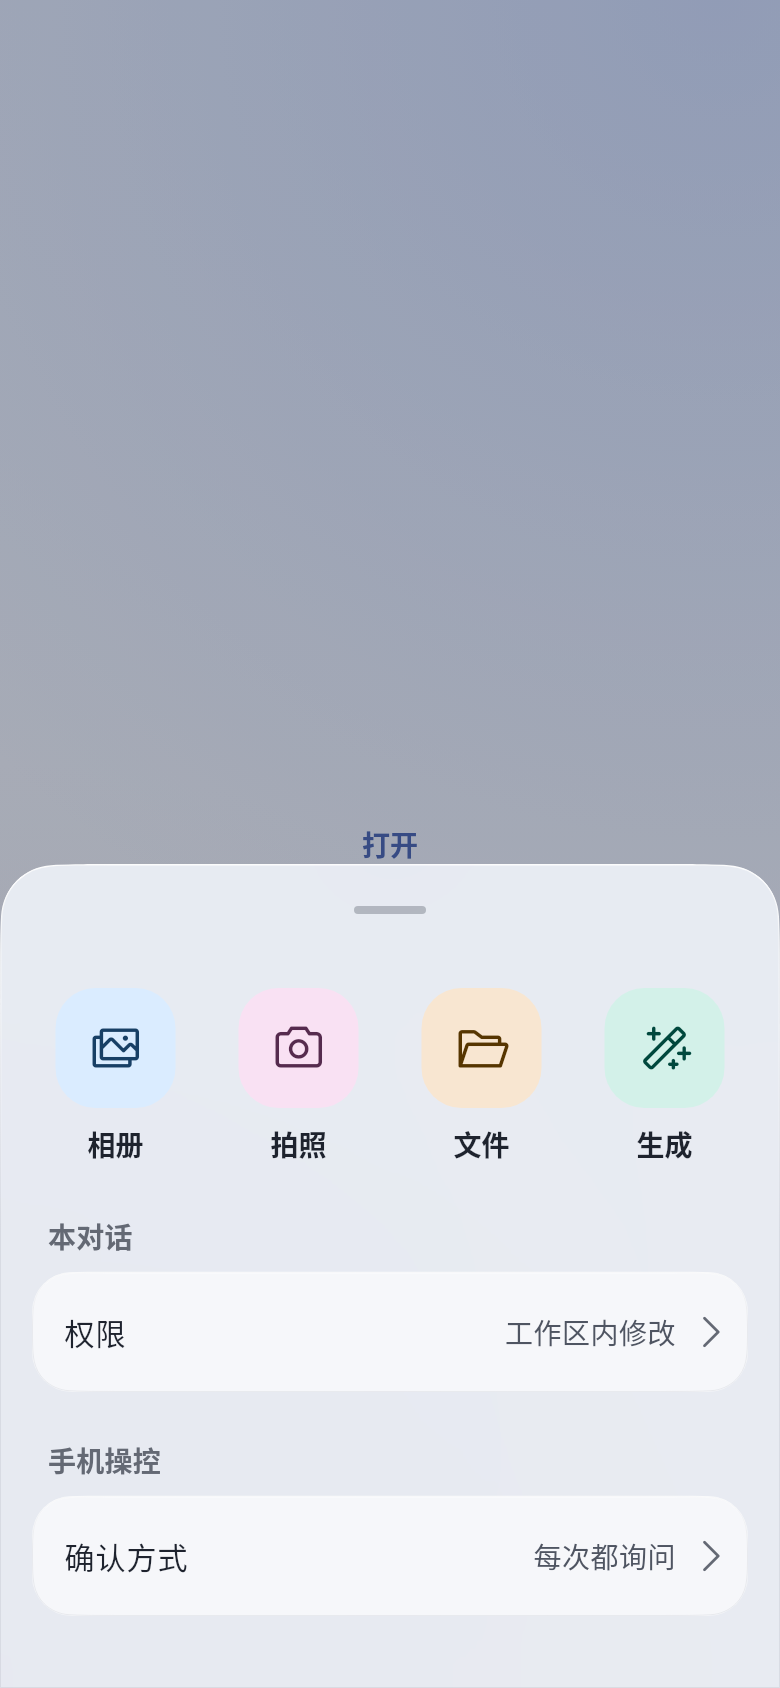 打开
相册
拍照
文件
生成
本对话
权限
工作区内修改
手机操控
确认方式
每次都询问